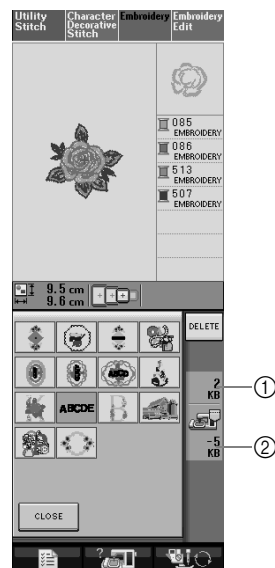 Utility Stitch
Character Decorative Stitch
Embroidery
Embroidery Edit
085
EMBROIDERY
086
EMBROIDERY
513
EMBROIDERY
507
EMBROIDERY
9.5 cm
9.6 cm
DELETE
2 KB
①
ABCD
ABCDE
B
-5 KB
②
CLOSE
?